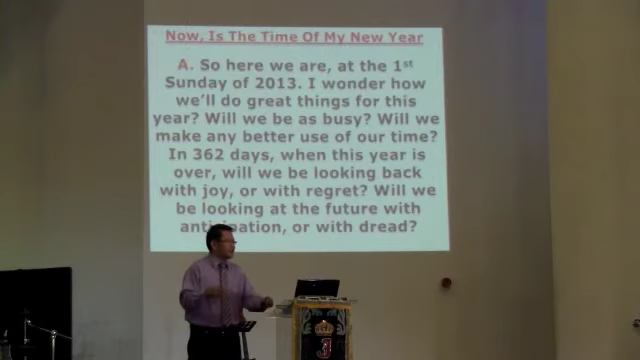 Now, Is The Time Of My New Year
A. So here we are, at the 1st
Sunday of 2013. I wonder how
we'll do great things for this
year? Will we be as busy? Will we
make any better use of our time?
In 362 days, when this year is
over, will we be looking back
with joy, or with regret? Will we
be looking at the future with
anticipation, or with dread?